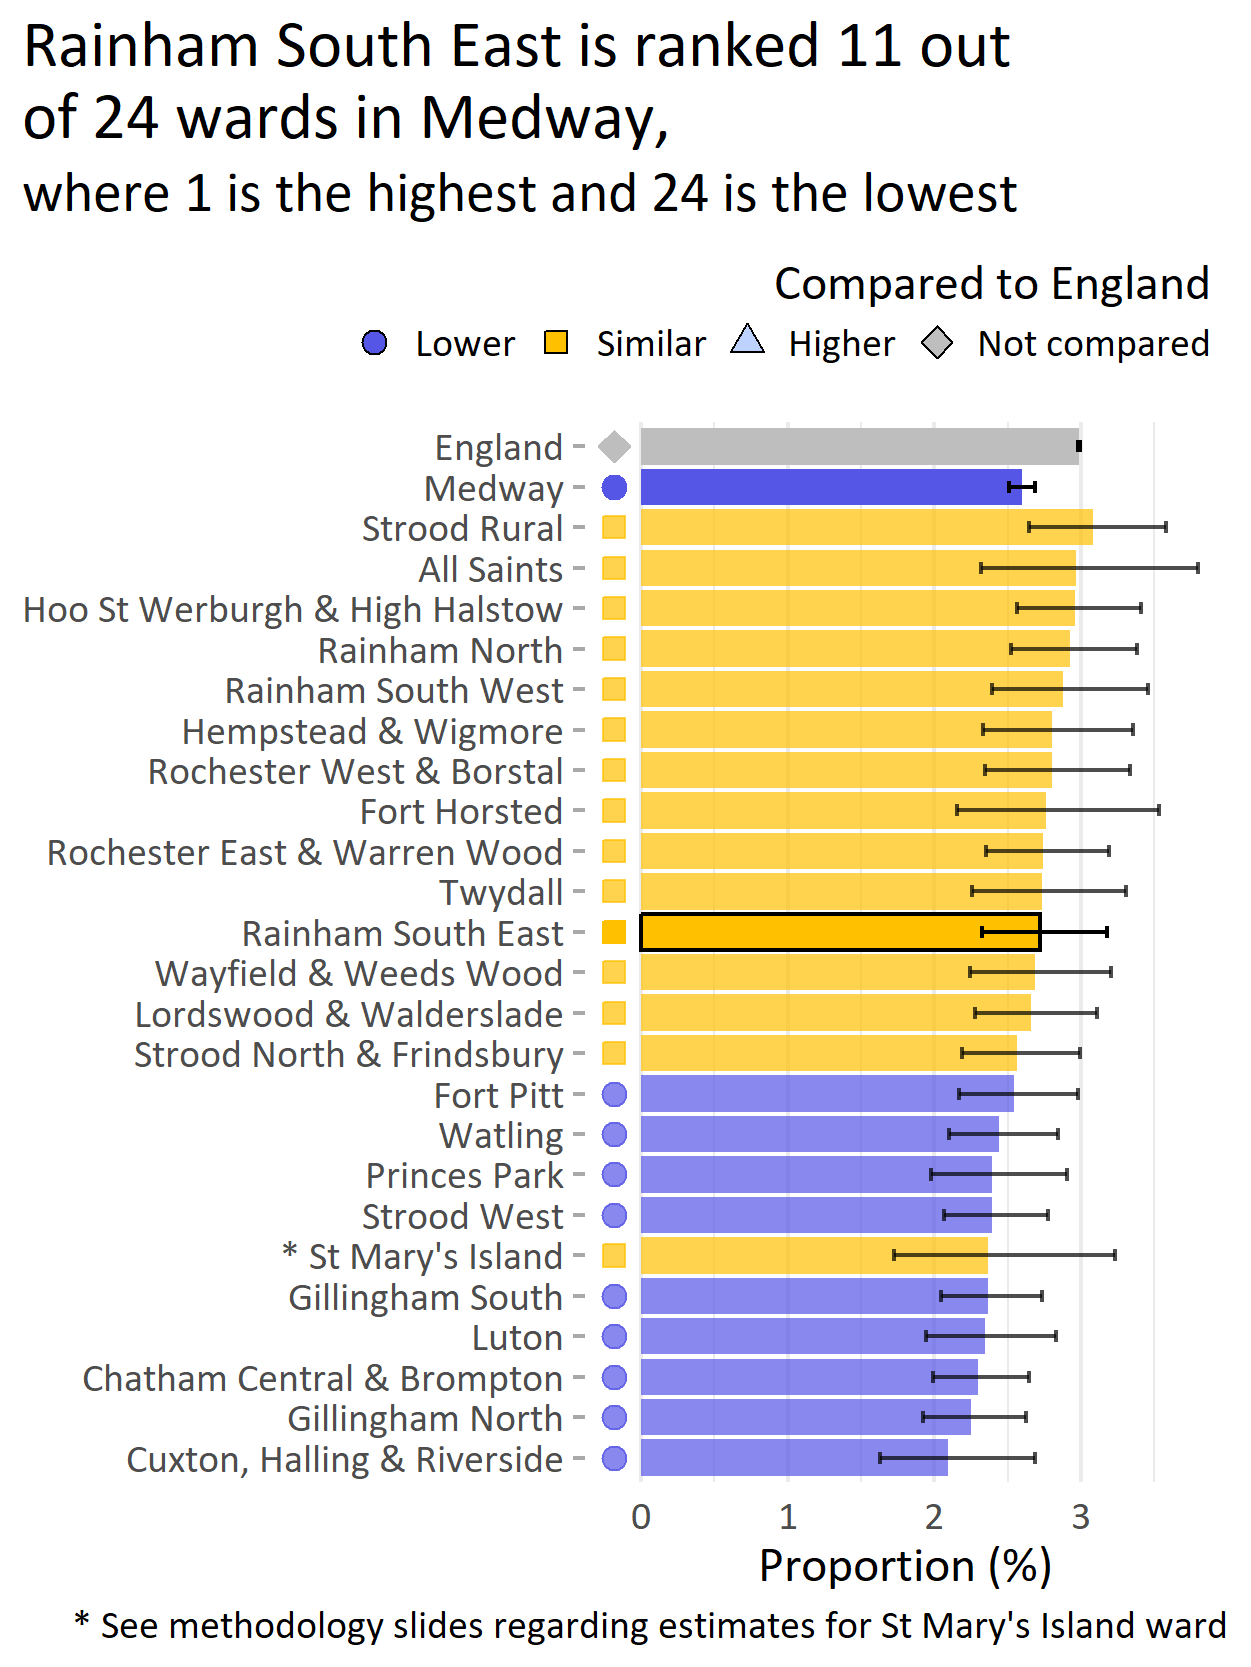 Rainham South East is ranked 11 out
of 24 wards in Medway,
where 1 is the highest and 24 is the lowest
Compared to England
Lower Similar Higher Not compared
England
Medway
Strood Rural
All Saints
Hoo St Werburgh & High Halstow
Rainham North
Rainham South West
Hempstead & Wigmore
Rochester West & Borstal
Fort Horsted
Rochester East & Warren Wood
Twydall
Rainham South East
Wayfield & Weeds Wood
Lordswood & Walderslade
Strood North & Frindsbury
Fort Pitt
Watling
Princes Park
Strood West
* St Mary's Island
Gillingham South
Luton
Chatham Central & Brompton
Gillingham North
Cuxton, Halling & Riverside
0 1 2 3
Proportion (%)
* See methodology slides regarding estimates for St Mary's Island ward